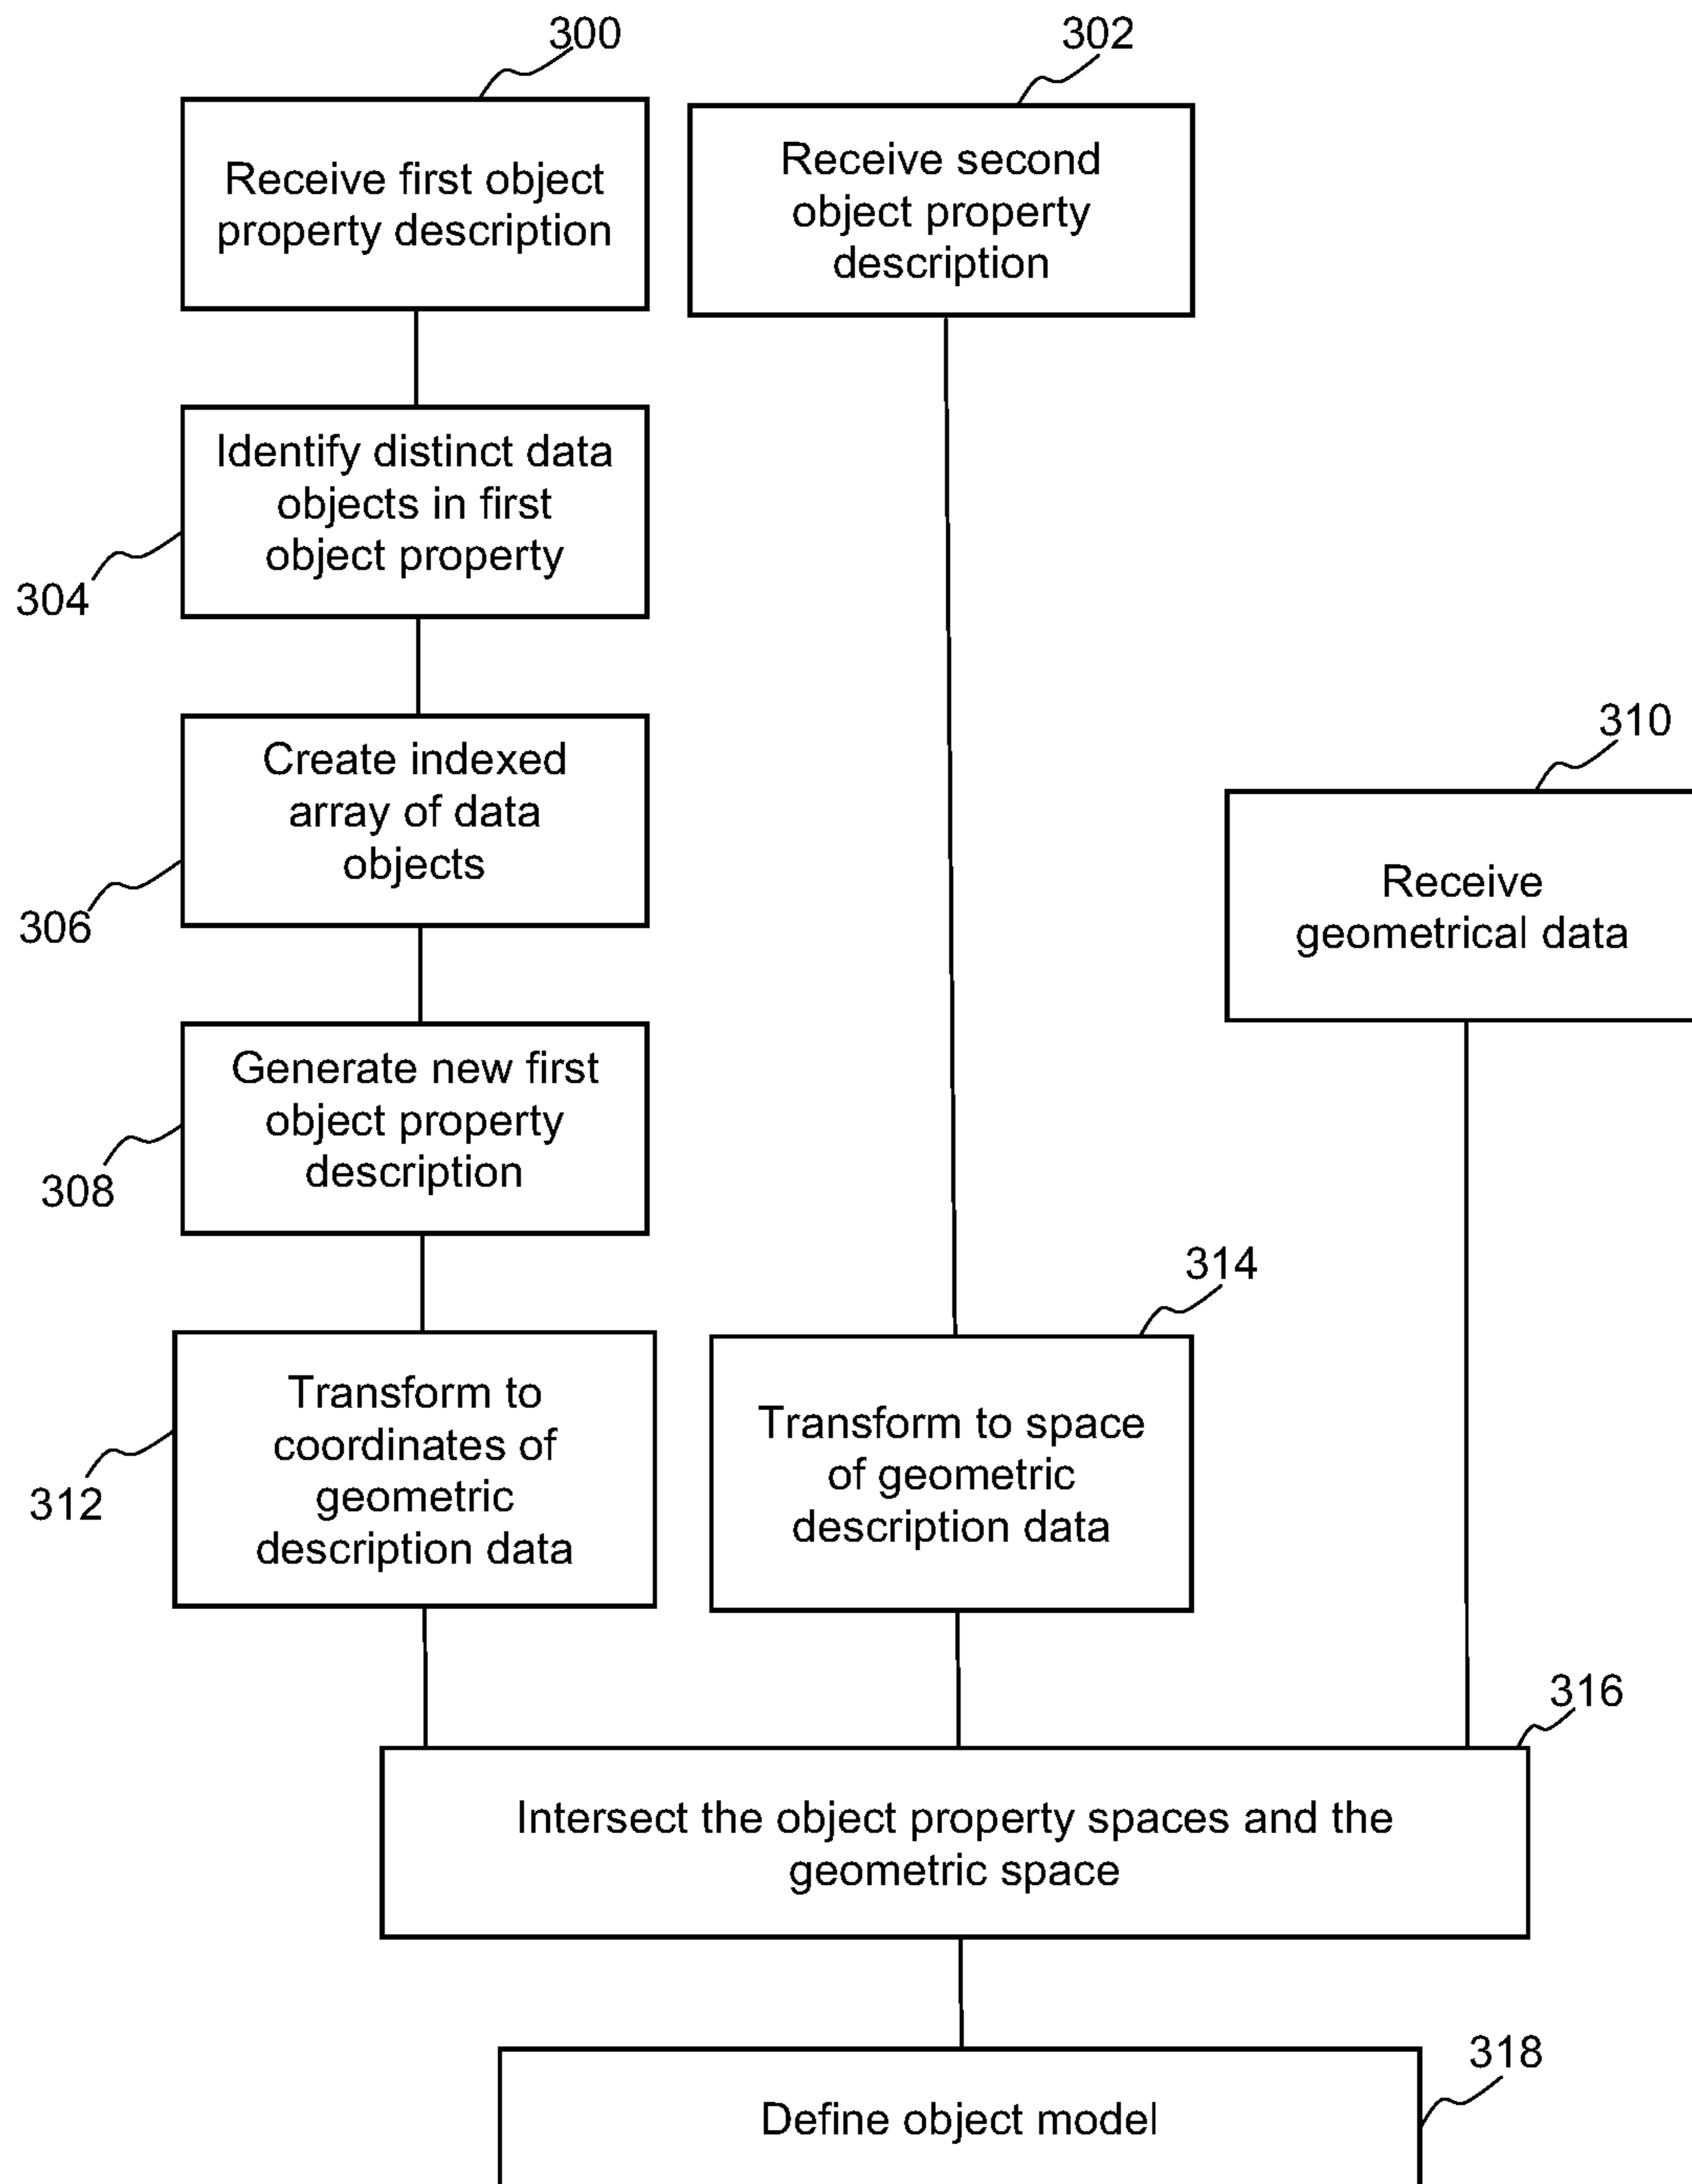 300
302
Receive first object
property description
Receive second
object property
description
Identify distinct data
objects in first
object property
304
Create indexed
array of data
objects
306
310
Receive
geometrical data
Generate new first
object property
description
308
314
Transform to
coordinates of
geometric
description data
312
Transform to space
of geometric
description data
316
Intersect the object property spaces and the
geometric space
318
Define object model